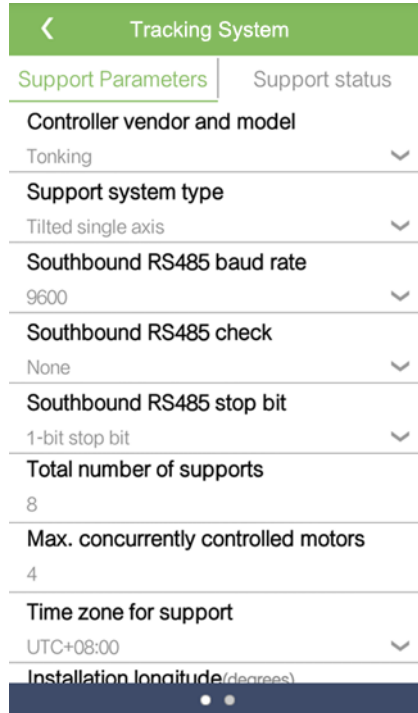 Tracking System
Support Parameters Support status
Controller vendor and model
Tonking
Support system type
Tilted single axis
Southbound RS485 baud rate
9600
Southbound RS485 check
None
Southbound RS485 stop bit
1-bit stop bit
Total number of supports
8
Max. concurrently controlled motors
4
Time zone for support
UTC+08:00
Installation longitude(degrees)